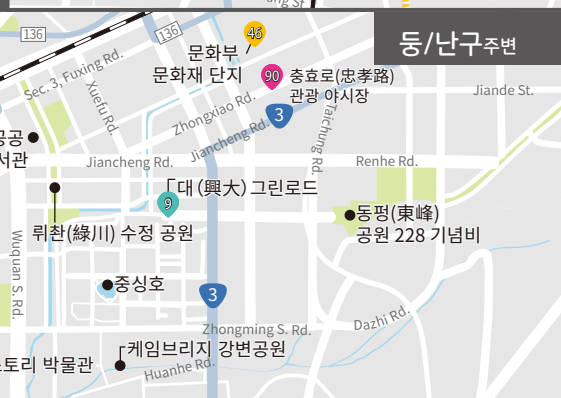 ang St
136
136
46
둥/난구주변
문화부
문화재 단지
90
충효로(忠孝路)
관광 야시장
Sec. 3, Fuxing Rd.
Xuefu Rd.
Zhongxiao Rd.
Jiancheng Rd.
3
Taichung Rd.
Jiande St.
공공
서관
Jiancheng Rd.
Renhe Rd.
대 (興大) 그린로드
9
동펑(東峰)
공원 228 기념비
뤼촨(綠川) 수정 공원
Wuquan S. Rd.
중싱호
3
Zhongming S. Rd.
Dazhi Rd.
케임브리지 강변공원
스토리 박물관
Huanhe Rd.